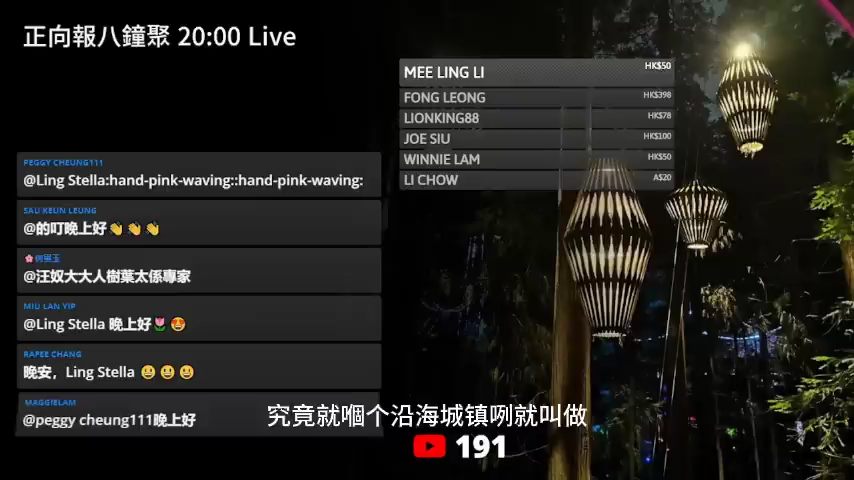 正向報八鐘聚 20:00 Live
MEE LING LI HK$50
FONG LEONG HK$398
LIONKING88 HK$78
JOE SIU HK$100
WINNIE LAM HK$50
LI CHOW A$20
PEGGY CHEUNG111
@Ling Stella:hand-pink-waving::hand-pink-waving:
SAU KEUN LEUNG
@的叮晚上好👏👏👏
@汪奴大大人樹葉太係專家
MIU LAN YIP
@Ling Stella 晚上好🌷😍
RAPEE CHANG
晚安，Ling Stella 😀😀😀
MAGGIELAM
@peggy cheung111晚上好
究竟就嗰个沿海城镇咧就叫做
191